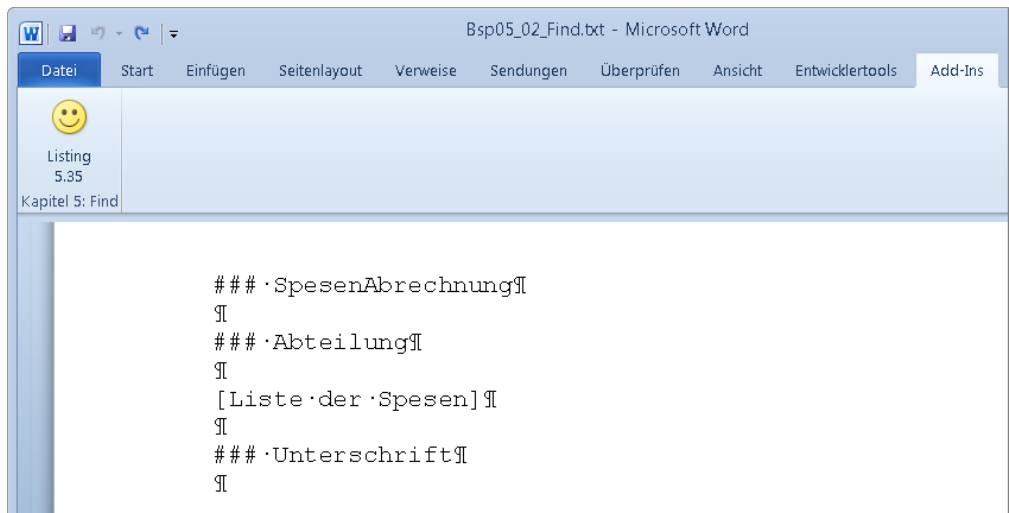 Bsp05_02_Find.txt - Microsoft Word
Datei Start Einfügen Seitenlayout Verweise Sendungen Überprüfen Ansicht Entwicklertools Add-Ins
Listing
5.35
Kapitel 5: Find
###·SpesenAbrechnung¶
¶
###·Abteilung¶
¶
[Liste·der·Spesen]¶
¶
###·Unterschrift¶
¶